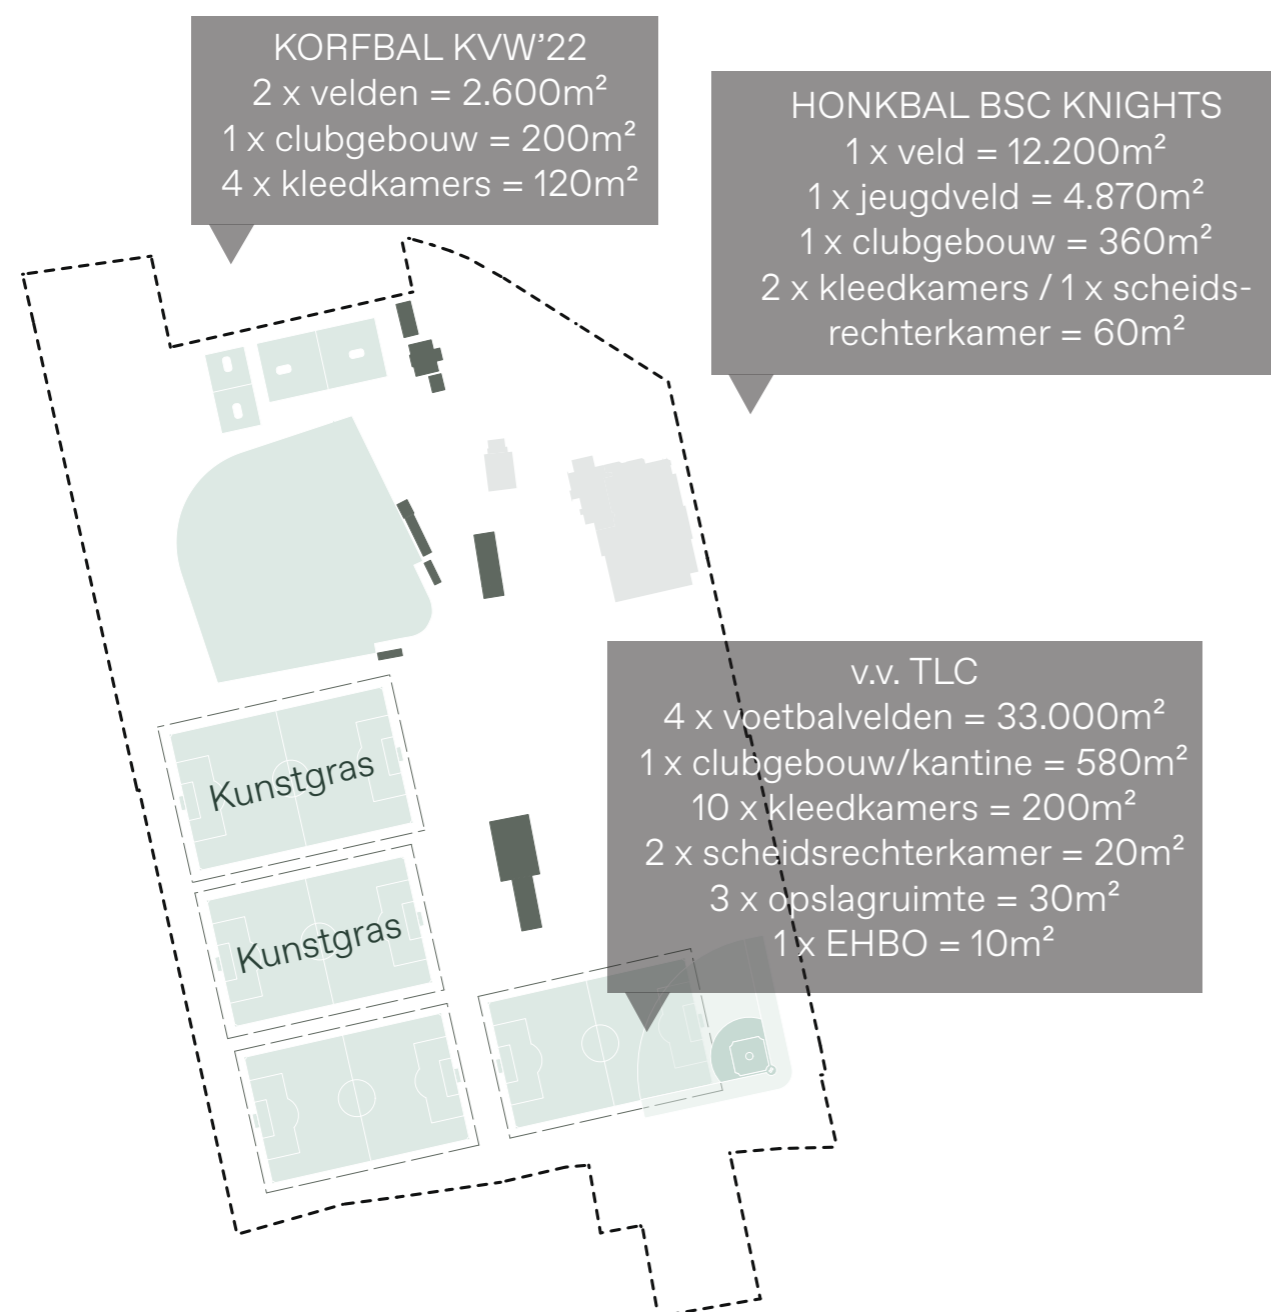 KORFBAL KVW’22
2 x velden = 2.600m²
1 x clubgebouw = 200m²
4 x kleedkamers = 120m²
HONKBAL BSC KNIGHTS
1 x veld = 12.200m²
1 x jeugdveld = 4.870m²
1 x clubgebouw = 360m²
2 x kleedkamers / 1 x scheids-
rechterkamer = 60m²
v.v. TLC
4 x voetbalvelden = 33.000m²
1 x clubgebouw/kantine = 580m²
10 x kleedkamers = 200m²
2 x scheidsrechterkamer = 20m²
3 x opslagruimte = 30m²
1 x EHBO = 10m²
Kunstgras
Kunstgras